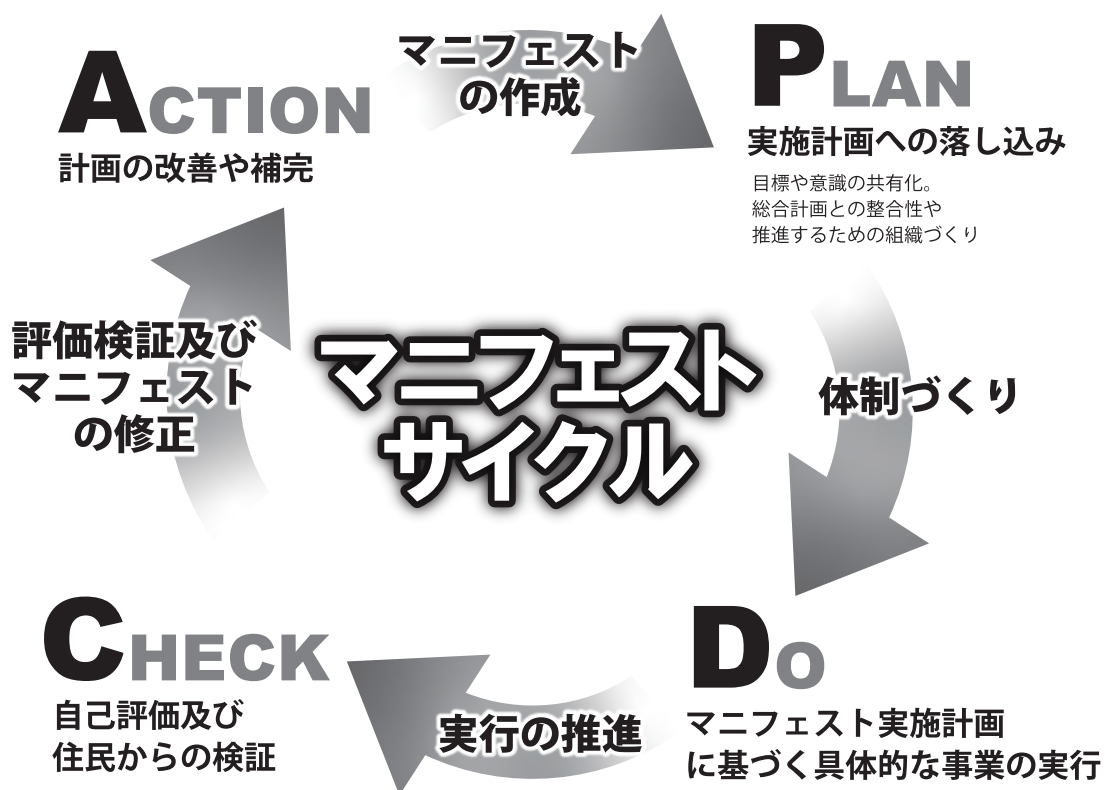 ACTION
計画の改善や補完
マニフェスト
の作成
PLAN
実施計画への落し込み
目標や意識の共有化。
総合計画との整合性や
推進するための組織づくり
評価検証及び
マニフェスト
の修正
マニフェスト
サイクル
体制づくり
CHECK
自己評価及び
住民からの検証
実行の推進
DO
マニフェスト実施計画
に基づく具体的な事業の実行